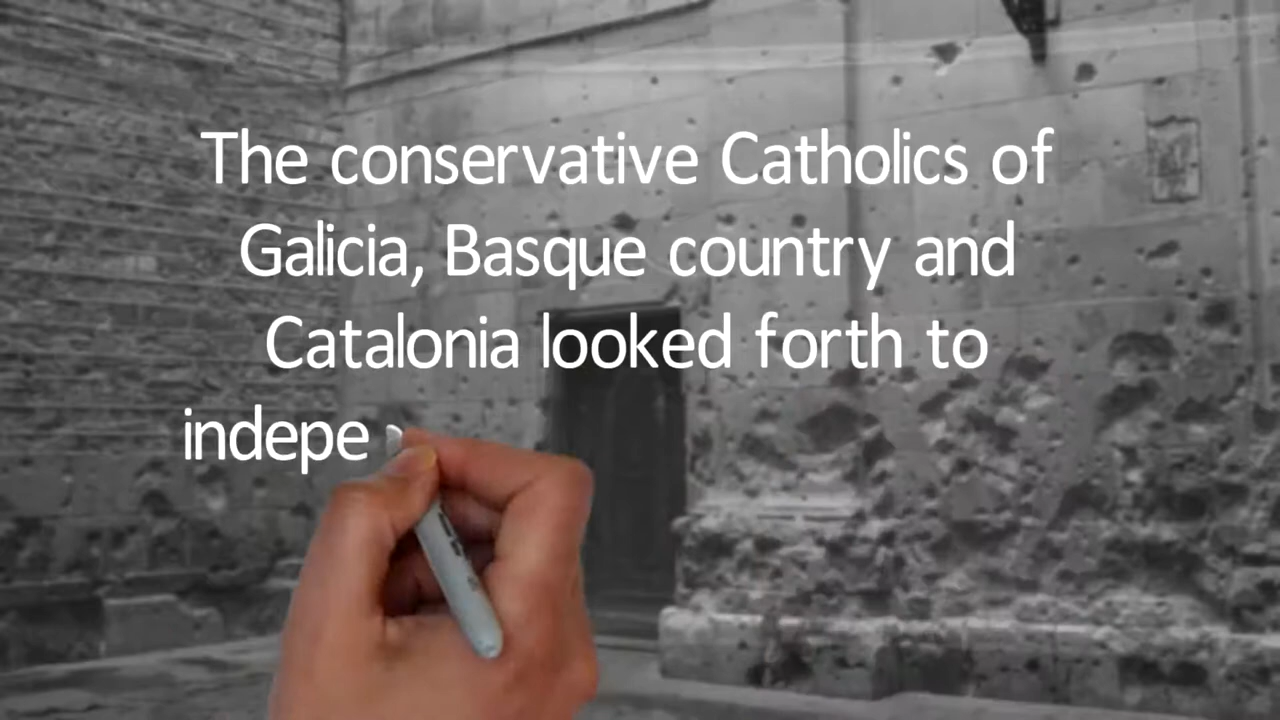 The conservative Catholics of
Galicia, Basque country and
Catalonia looked forth to
indepe